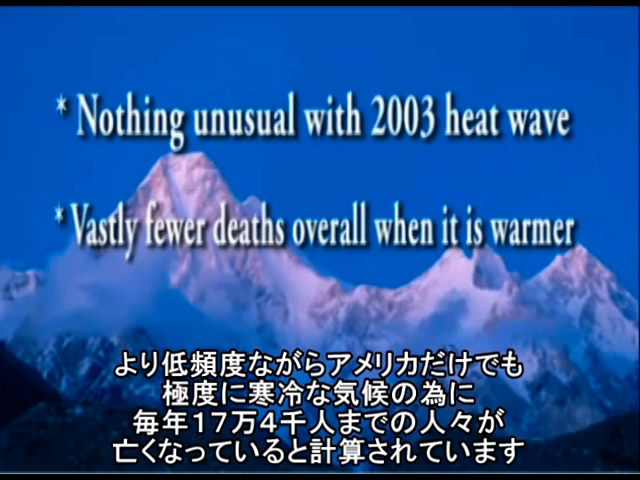 * Nothing unusual with 2003 heat wave
* Vastly fewer deaths overall when it is warmer
より低頻度ながらアメリカだけでも
極度に寒冷な気候の為に
毎年１７万４千人までの人々が
亡くなっていると計算されています